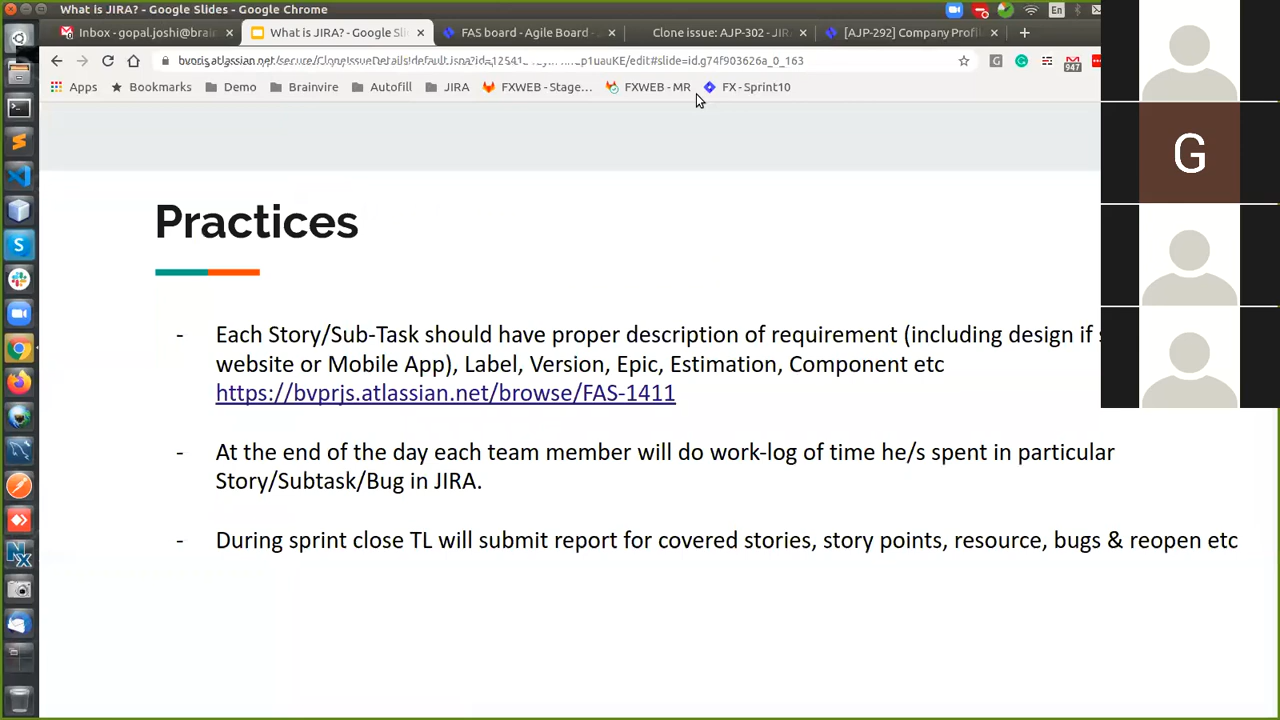 What is JIRA? - Google Slides - Google Chrome
En
Inbox - gopal.joshi@brain
What is JIRA? - Google Sli
FAS board - Agile Board -
Clone issue: AJP-302 - JIRA
[AJP-292] Company Profil
947
Apps
Bookmarks
Demo
Brainvire
Autofill
JIRA
FXWEB - Stage...
FXWEB - MR
FX - Sprint10
G
Practices
- Each Story/Sub-Task should have proper description of requirement (including design if s
website or Mobile App), Label, Version, Epic, Estimation, Component etc
https://bvprjs.atlassian.net/browse/FAS-1411
- At the end of the day each team member will do work-log of time he/s spent in particular
Story/Subtask/Bug in JIRA.
- During sprint close TL will submit report for covered stories, story points, resource, bugs & reopen etc